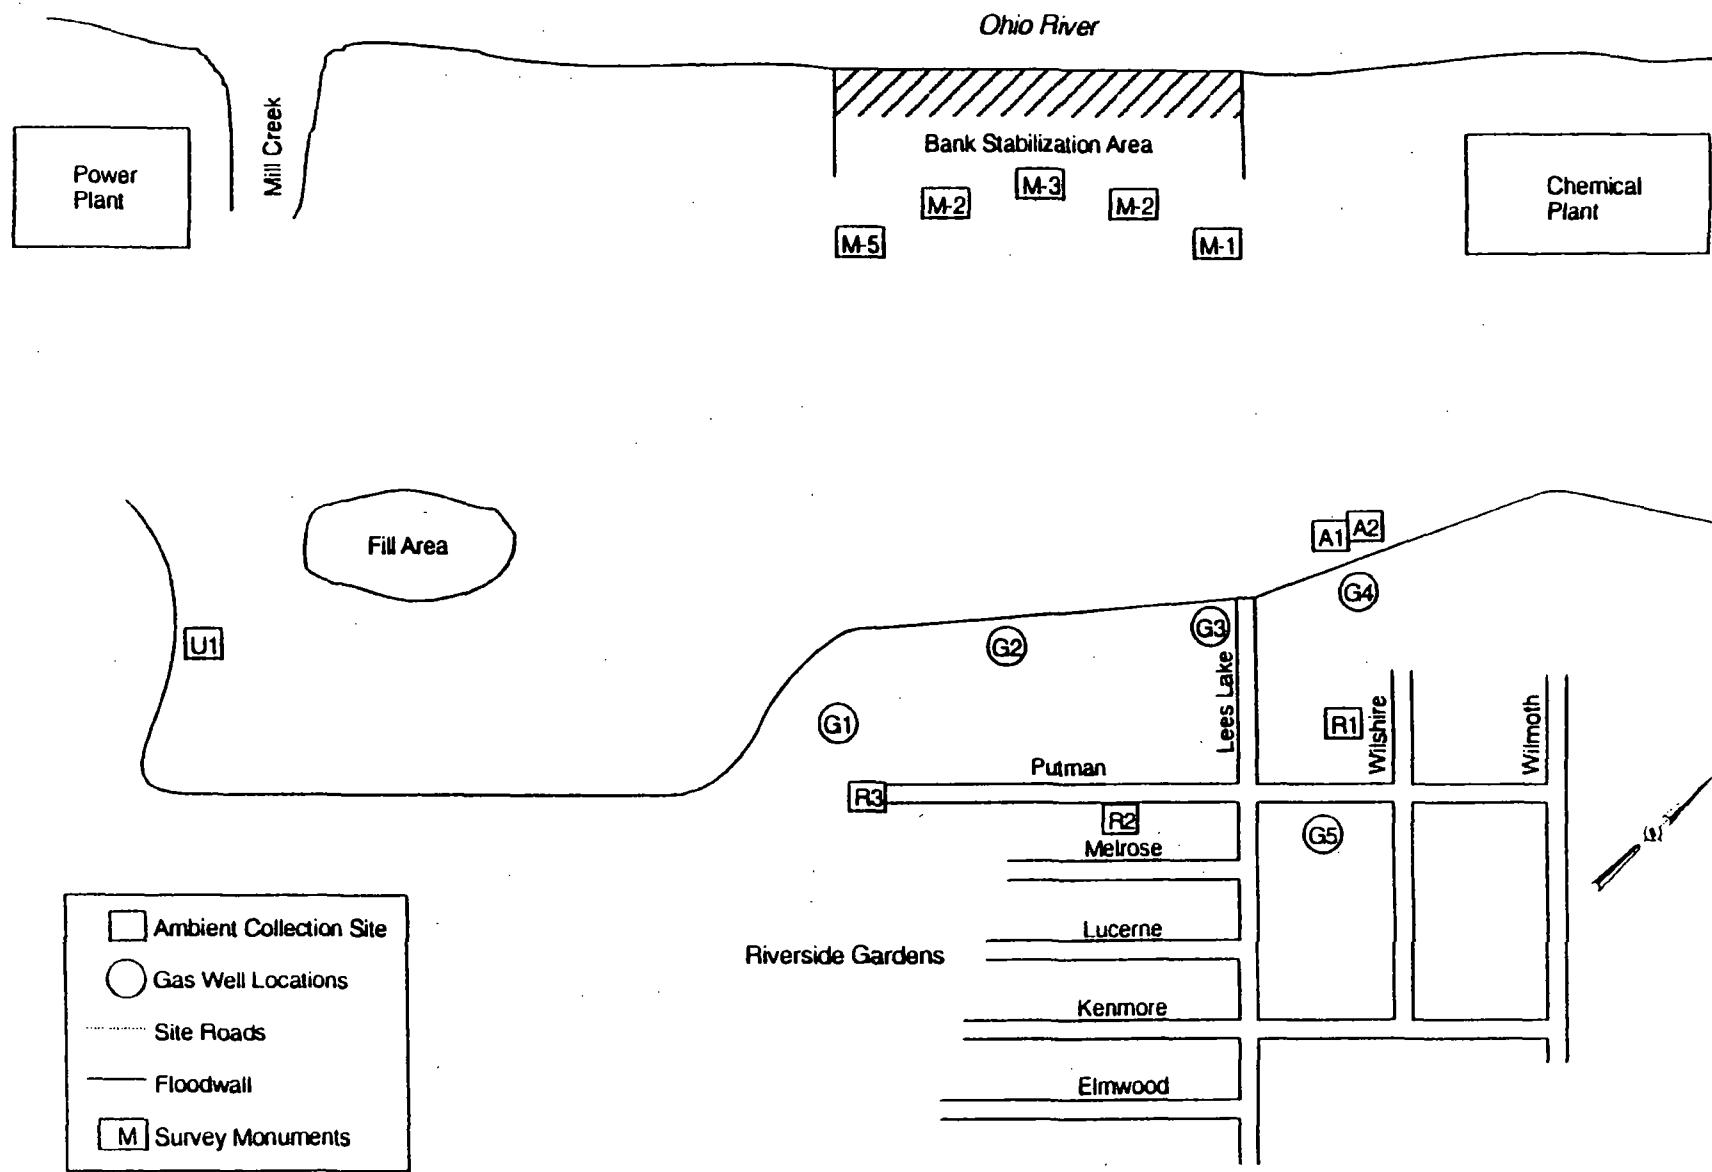 Ohio River
Mill Creek
Power
Plant
Bank Stabilization Area
M-3
M-2
M-2
M-5
M-1
Chemical
Plant
Fill Area
A1
A2
G4
G3
G2
U1
Lees Lake
G1
R1
Wilshire
Wilmoth
Putman
R3
R2
G5
Melrose
Lucerne
Riverside Gardens
Kenmore
Elmwood
Ambient Collection Site
Gas Well Locations
Site Roads
Floodwall
M Survey Monuments